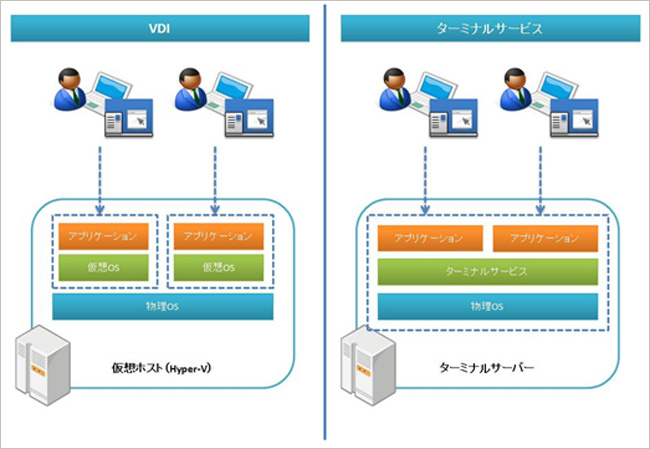 VDI
ターミナルサービス
アプリケーション
アプリケーション
仮想OS
仮想OS
物理OS
仮想ホスト（Hyper-V）
アプリケーション
アプリケーション
ターミナルサービス
物理OS
ターミナルサーバー